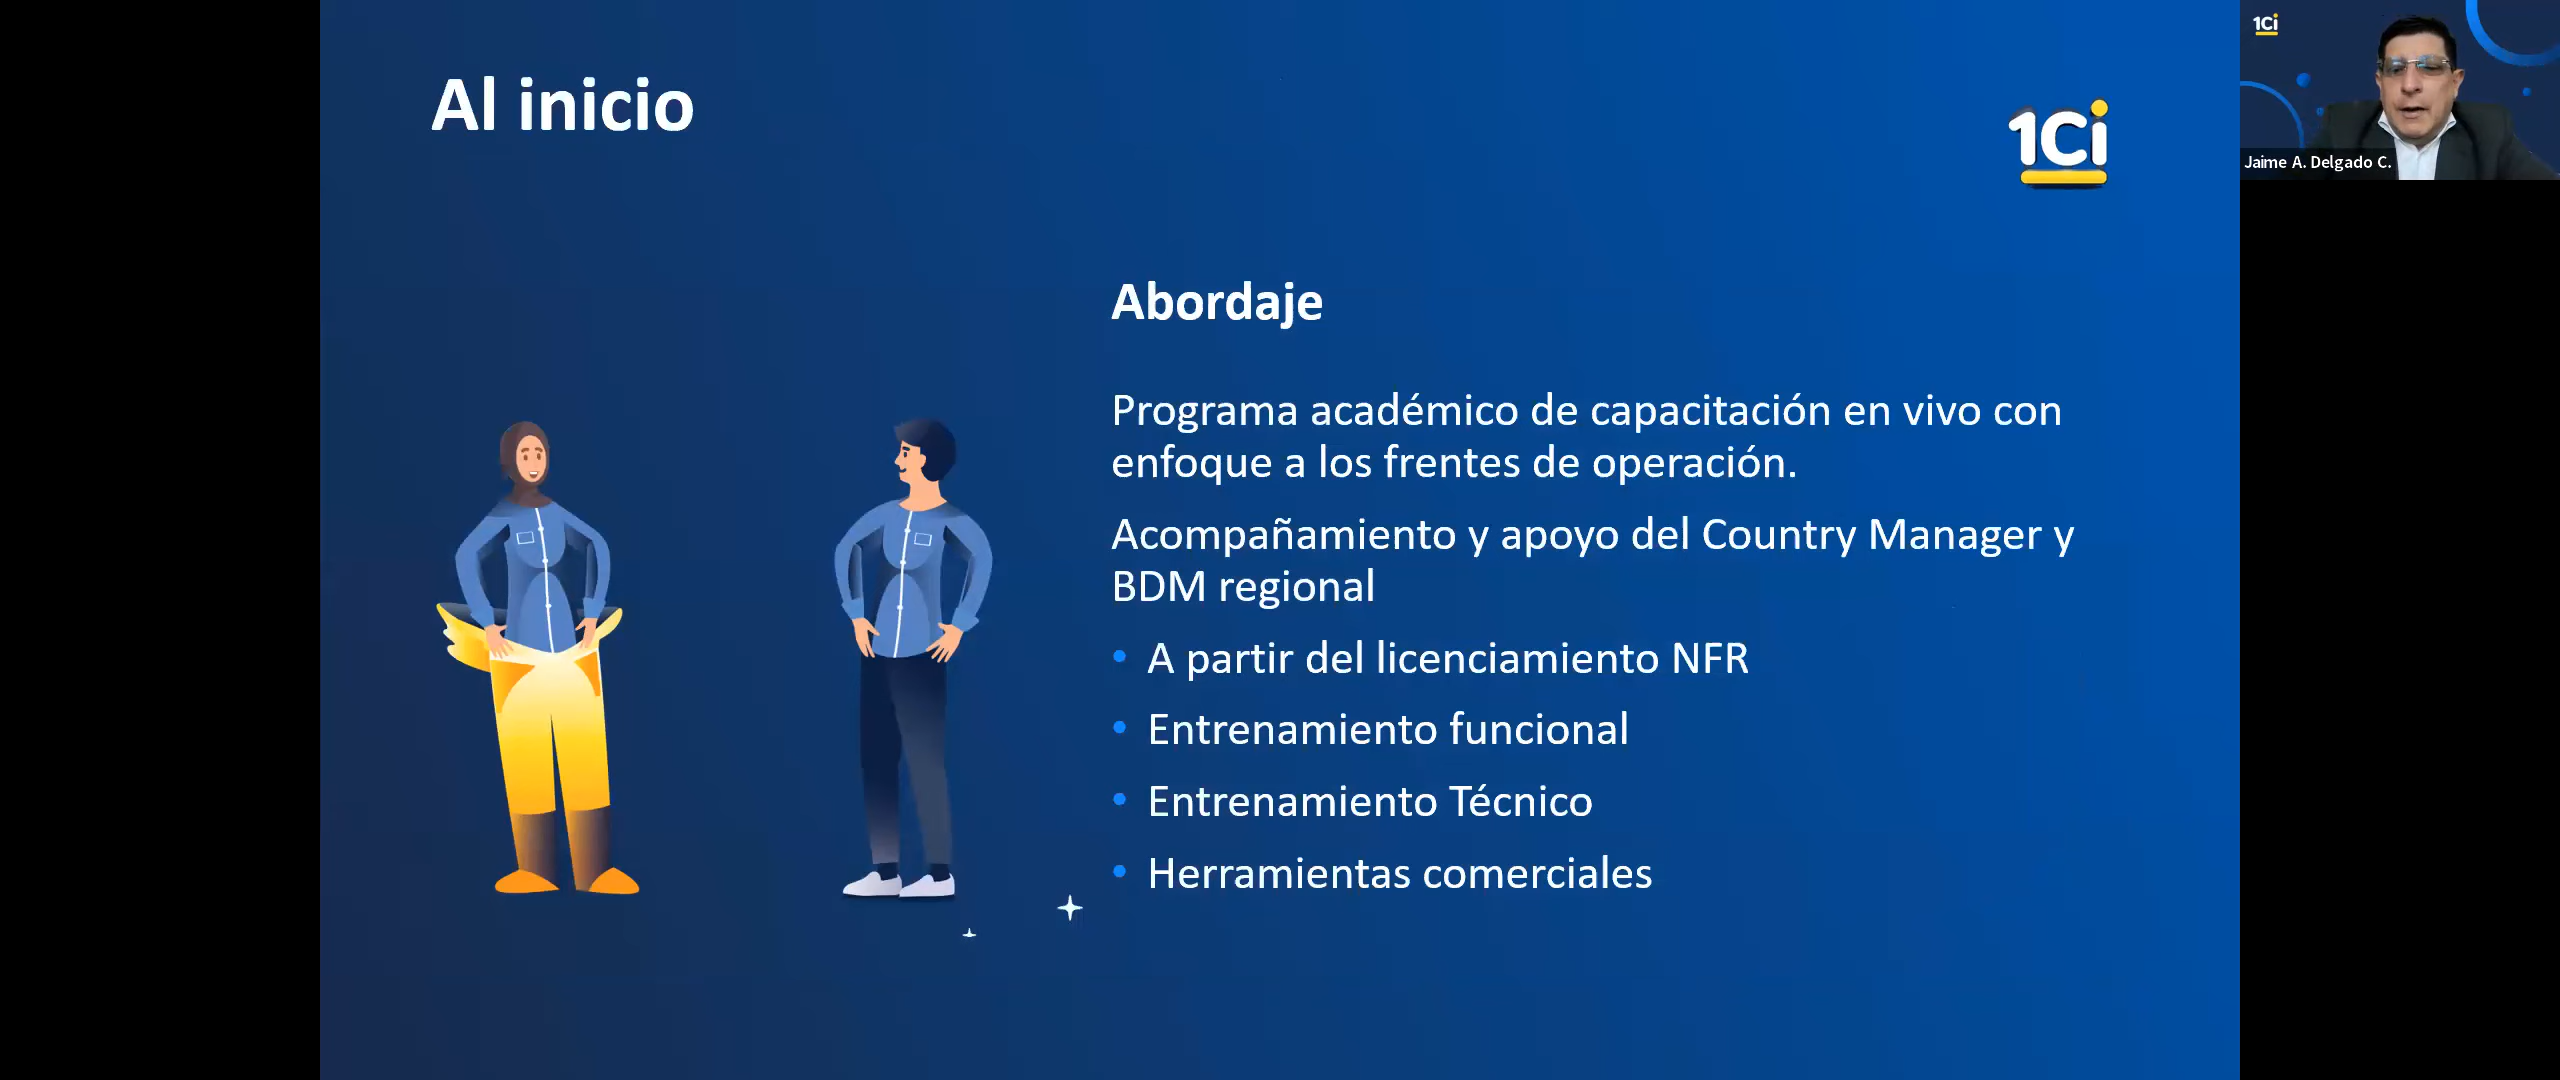 Al inicio
1Ci
1Ci
Jaime A. Delgado C.
Abordaje
Programa académico de capacitación en vivo con
enfoque a los frentes de operación.
Acompañamiento y apoyo del Country Manager y
BDM regional
• A partir del licenciamiento NFR
• Entrenamiento funcional
• Entrenamiento Técnico
• Herramientas comerciales